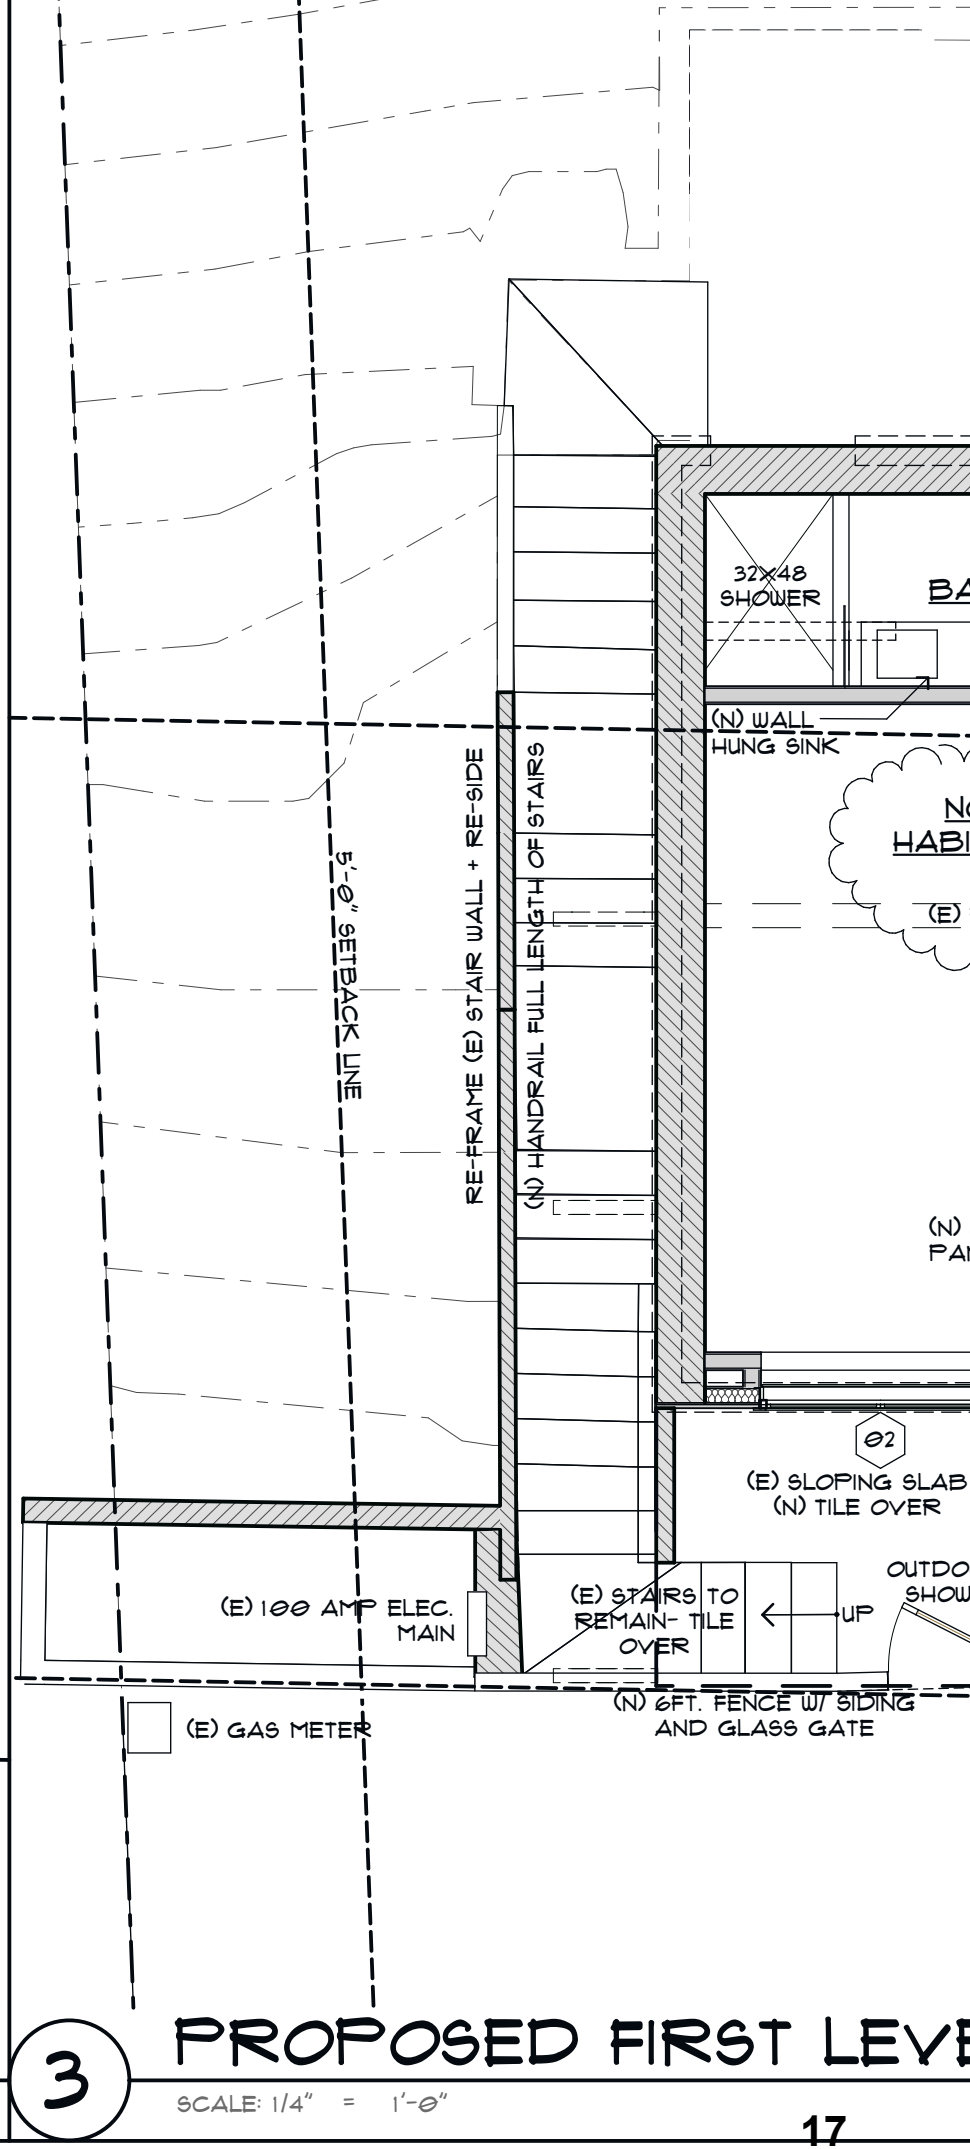 32X48
SHOWER
(N) WALL
HUNG SINK
(E)
RE-FRAME (E) STAIR WALL + RE-SIDE
(N) HANDRAIL FULL LENGTH OF STAIRS
5'-0" SETBACK LINE
(N)
02
(E) SLOPING SLAB
(N) TILE OVER
(E) 100 AMP ELEC.
MAIN
(E) STAIRS TO
REMAIN- TILE
OVER
UP
(N) 6FT. FENCE W/ SIDING
AND GLASS GATE
(E) GAS METER
3
PROPOSED FIRST
SCALE: 1/4" = 1'-0"
17